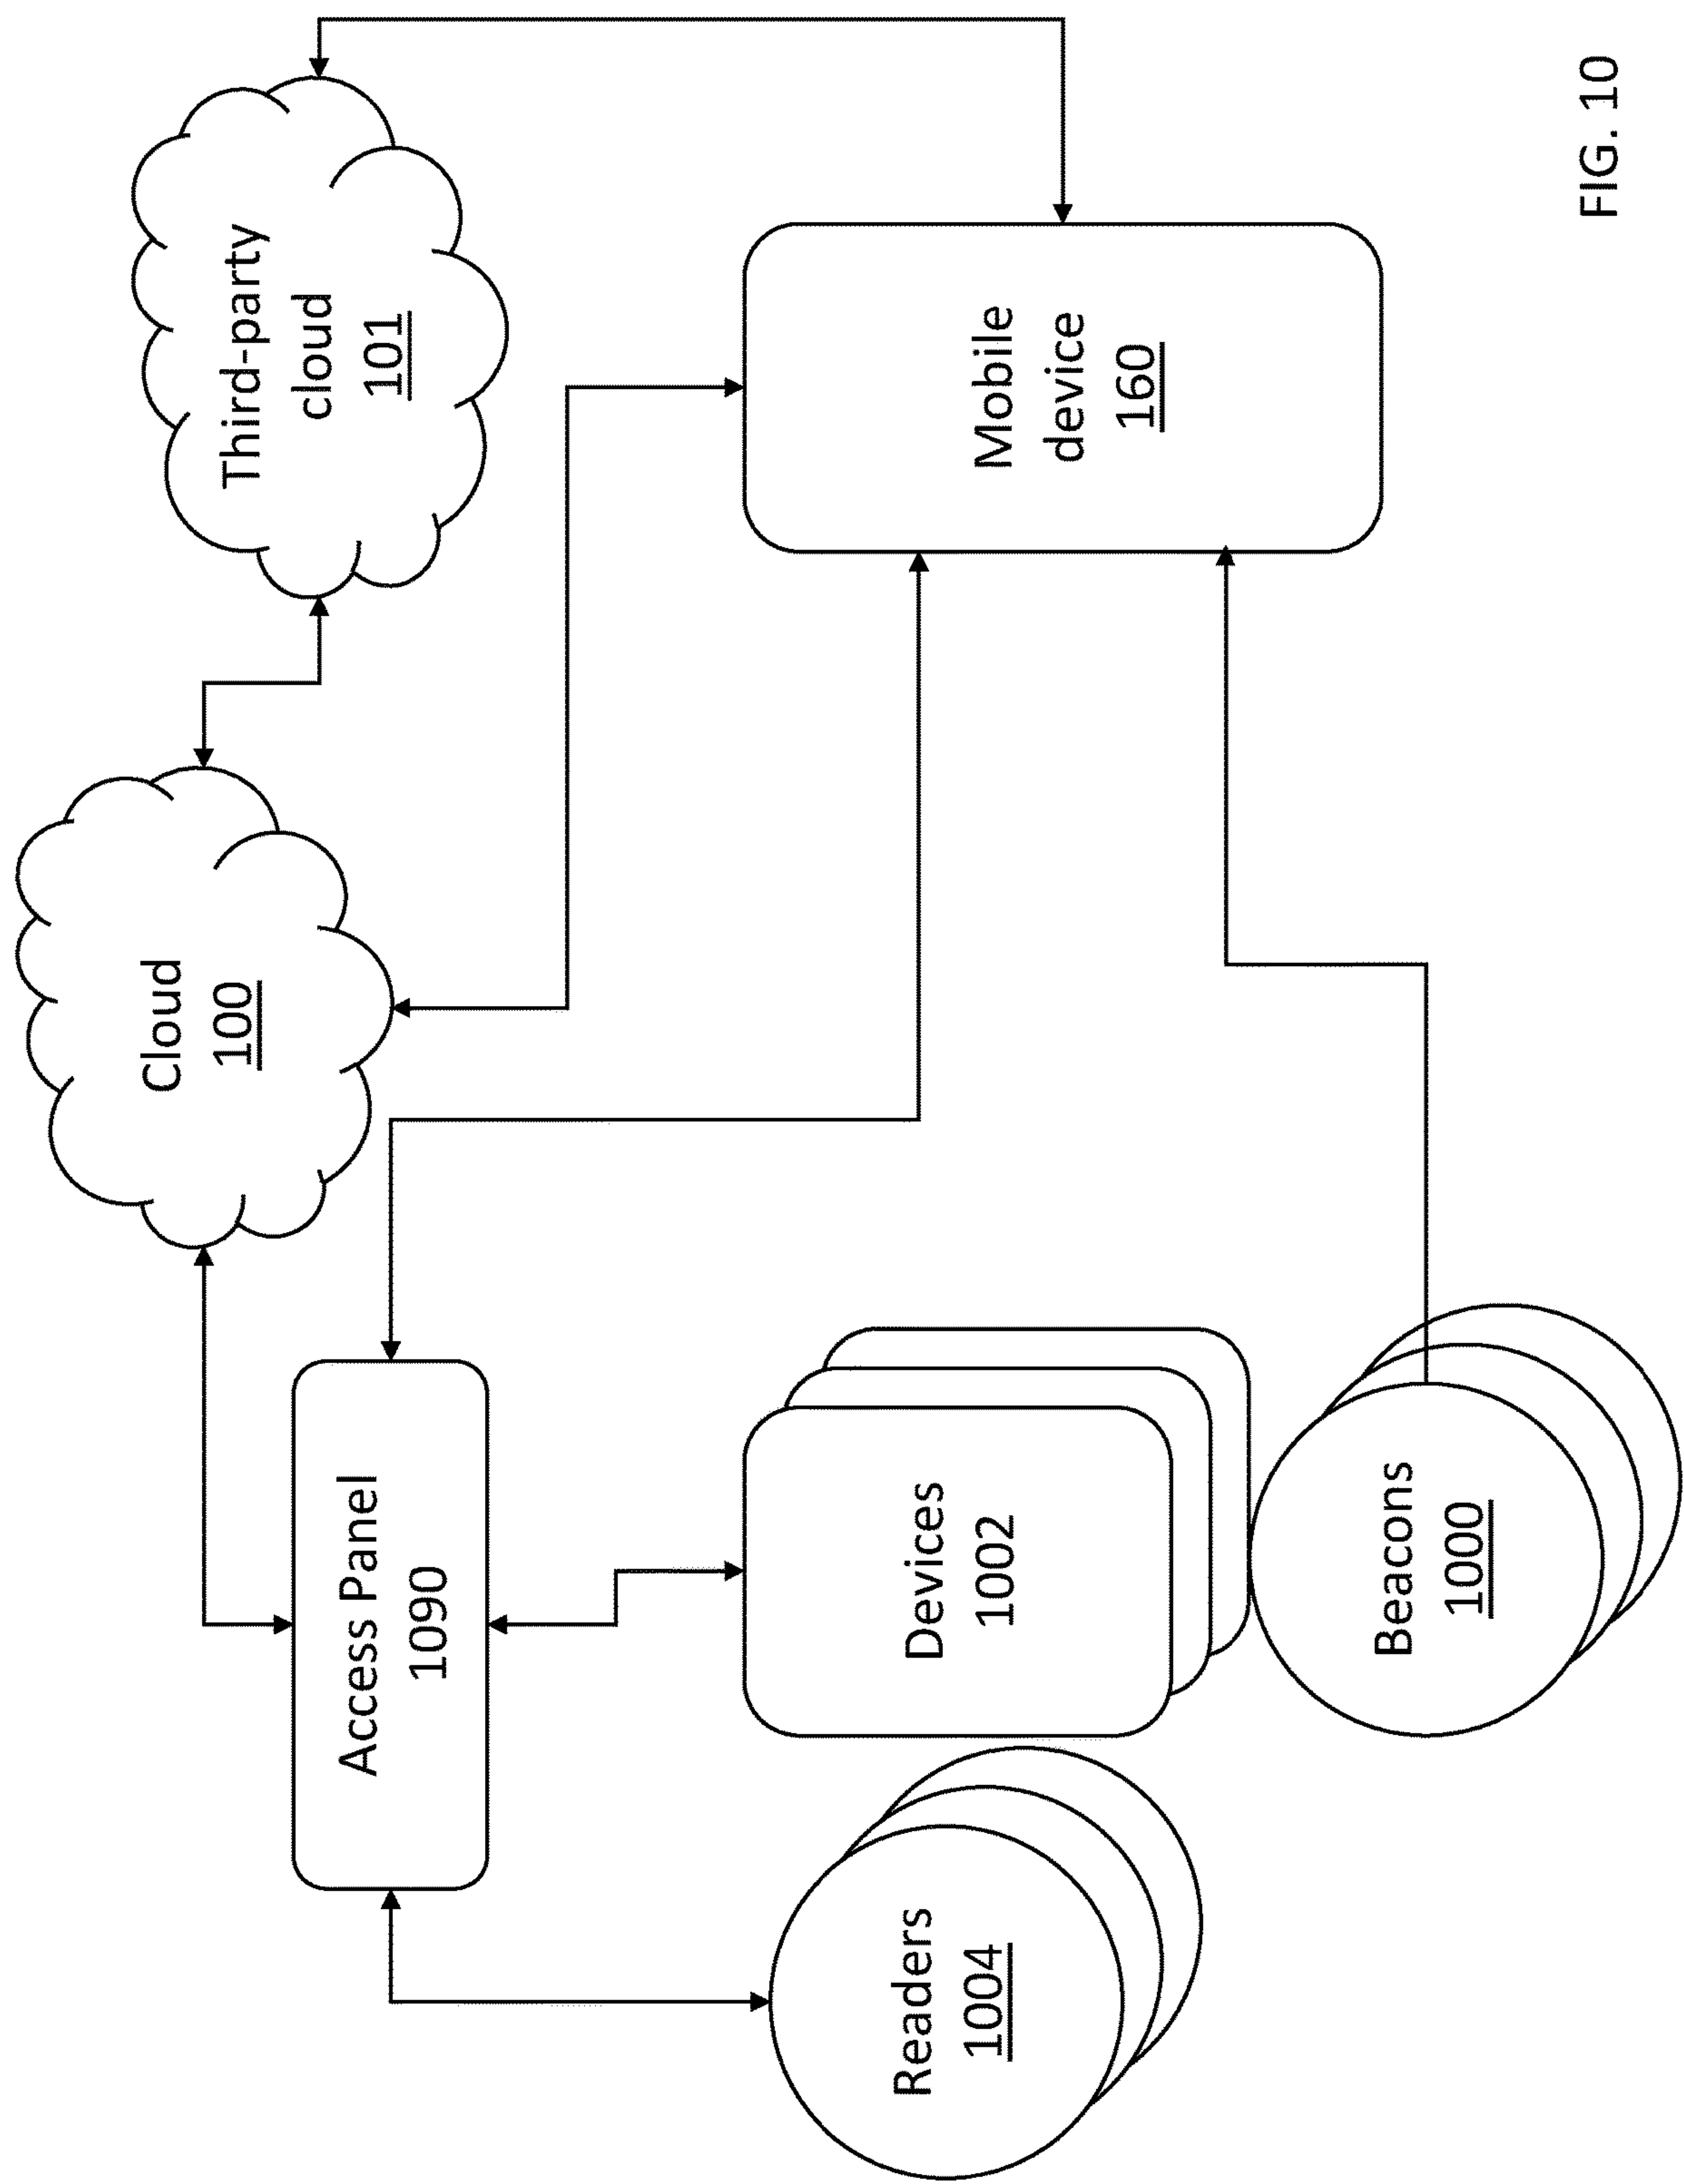 Cloud
100
Third-party
cloud
101
Access Panel
1090
Readers
1004
Devices
1002
Beacons
1000
Mobile
device
160
FIG. 10